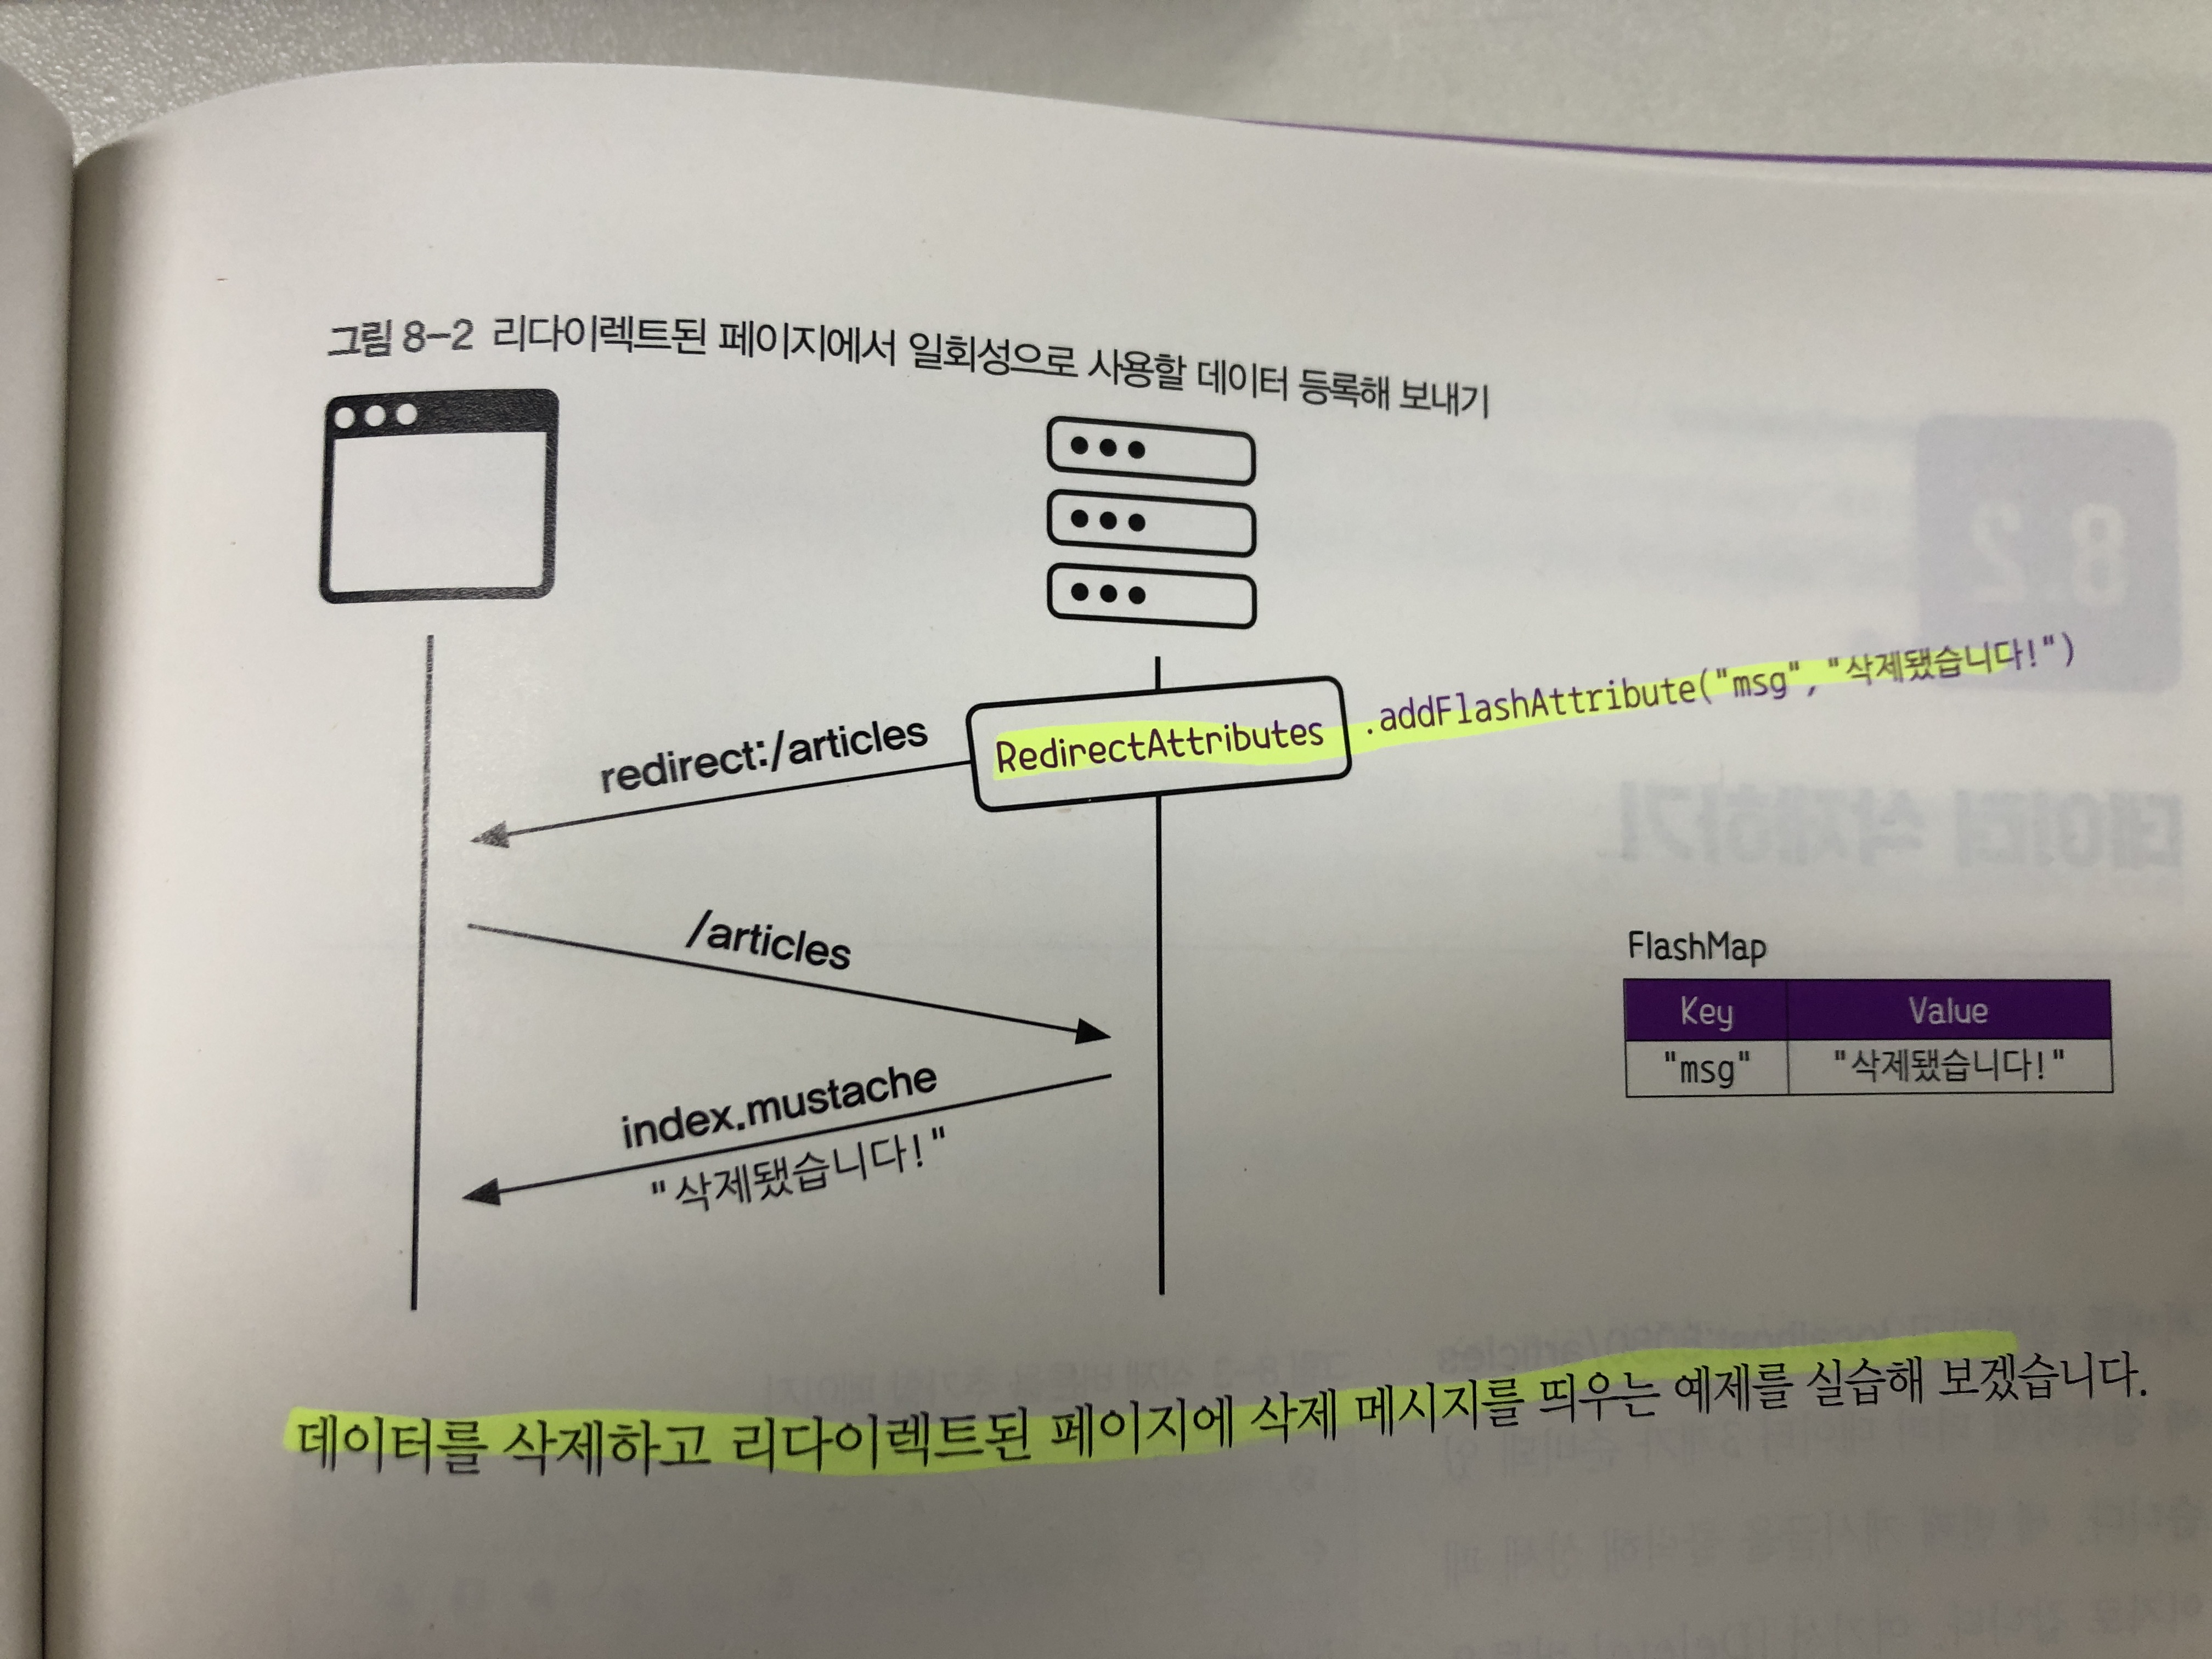 그림 8-2 리다이렉트된 페이지에서 일회성으로 사용할 데이터 등록해 보내기
redirect:/articles
RedirectAttributes .addFlashAttribute("msg", "삭제됐습니다!")
/articles
FlashMap
Key Value
"msg" "삭제됐습니다!"
index.mustache
"삭제됐습니다!"
데이터를 삭제하고 리다이렉트된 페이지에 삭제 메시지를 띄우는 예제를 실습해 보겠습니다.